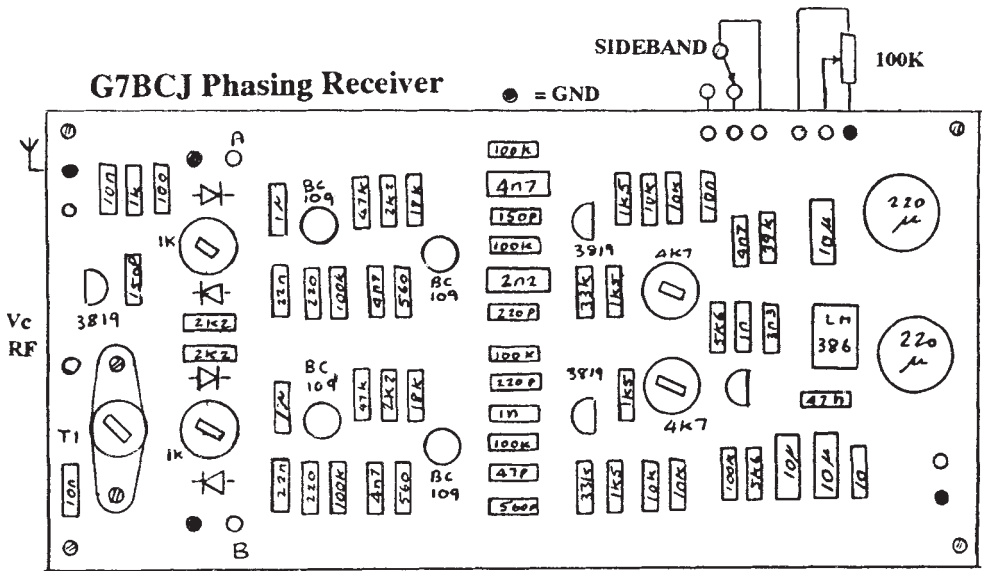 SIDEBAND
100K
G7BCJ Phasing Receiver
= GND
A
10n
1k
100
1K
150p
3819
2K2
2K2
Vc
RF
T1
10n
1k
B
1µ
BC
109
47k
2k2
18k
BC
109
22n
220
100k
4n7
560
1µ
BC
109
47k
2k2
18k
BC
109
22n
220
100k
4n7
560
100k
4n7
150p
100k
2n2
220p
100k
220p
1n
100k
47p
560p
1k5
10k
10k
10n
3819
33k
1k5
4K7
4n7
39k
10µ
220
µ
5k6
1n
3n3
LM
386
220
µ
3819
1k5
4K7
47n
33k
1k5
10k
10k
100k
5k6
10µ
10µ
10